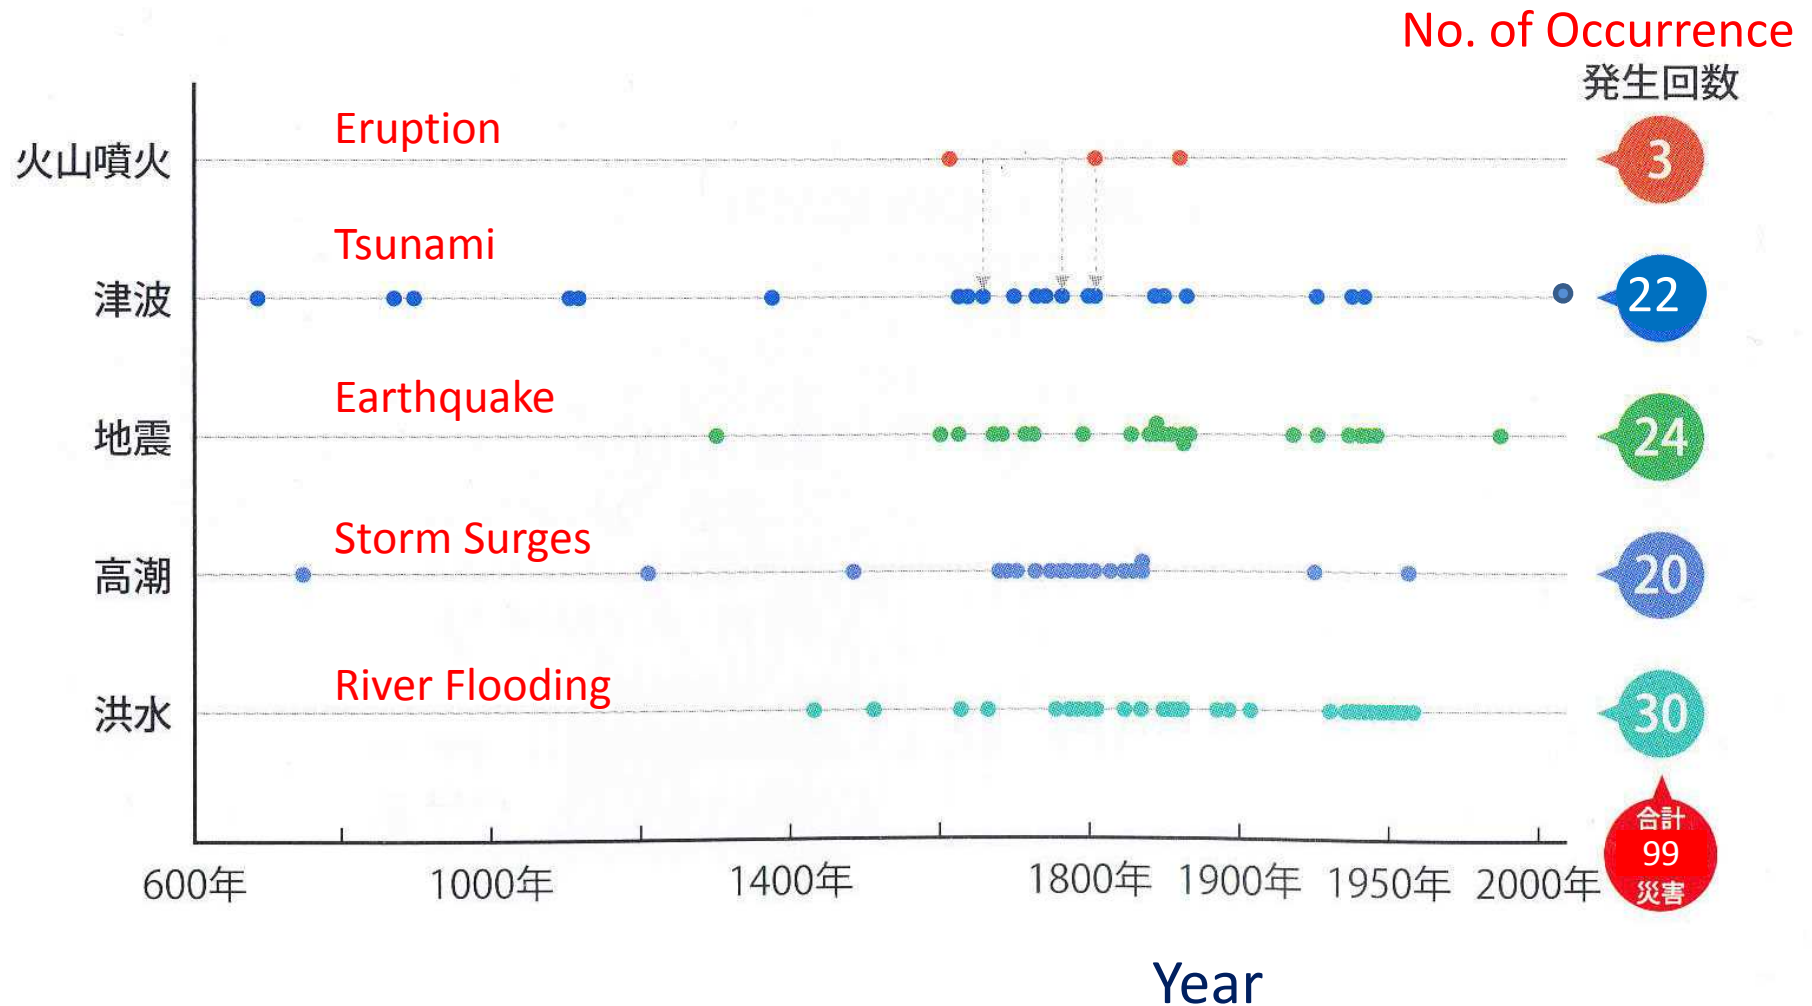 No. of Occurrence
発生回数
Eruption
火山噴火
3
Tsunami
津波
22
Earthquake
地震
24
Storm Surges
高潮
20
River Flooding
洪水
30
合計
99
災害
600年
1000年
1400年
1800年
1900年
1950年
2000年
Year